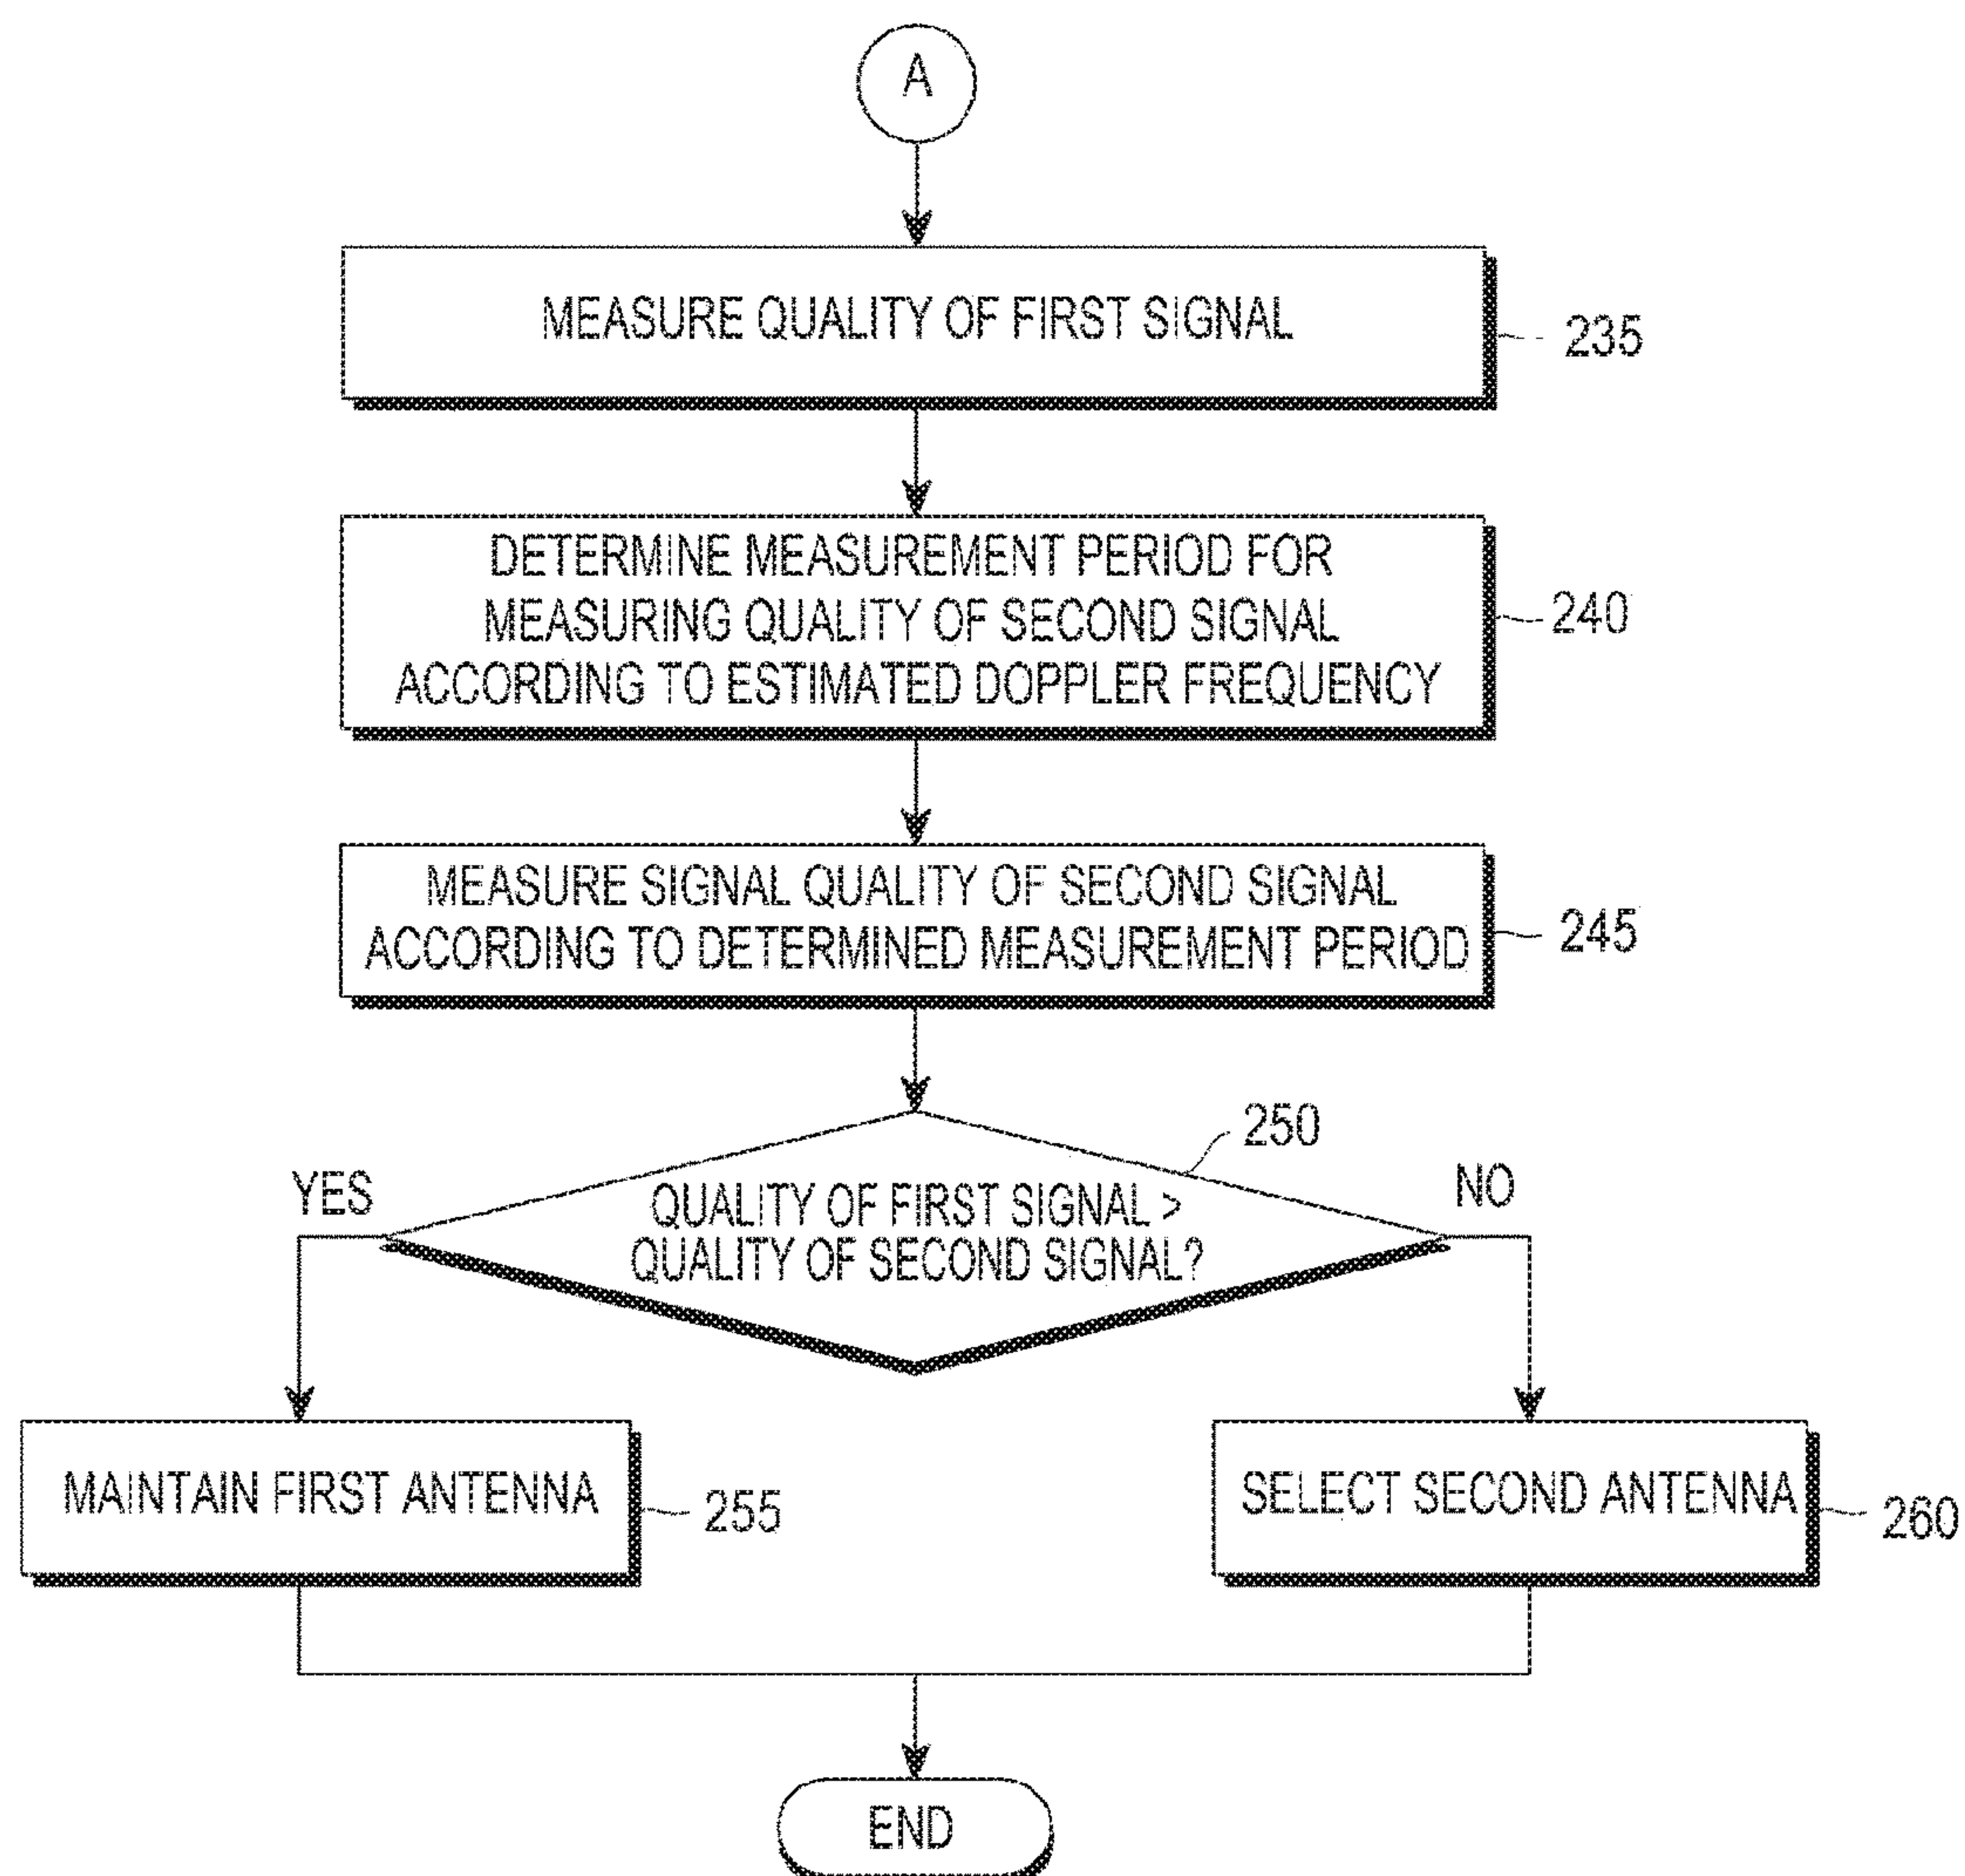 A
MEASURE QUALITY OF FIRST SIGNAL
235
DETERMINE MEASUREMENT PERIOD FOR
MEASURING QUALITY OF SECOND SIGNAL
ACCORDING TO ESTIMATED DOPPLER FREQUENCY
240
MEASURE SIGNAL QUALITY OF SECOND SIGNAL
ACCORDING TO DETERMINED MEASUREMENT PERIOD
245
250
YES
NO
QUALITY OF FIRST SIGNAL >
QUALITY OF SECOND SIGNAL?
MAINTAIN FIRST ANTENNA
255
SELECT SECOND ANTENNA
260
END